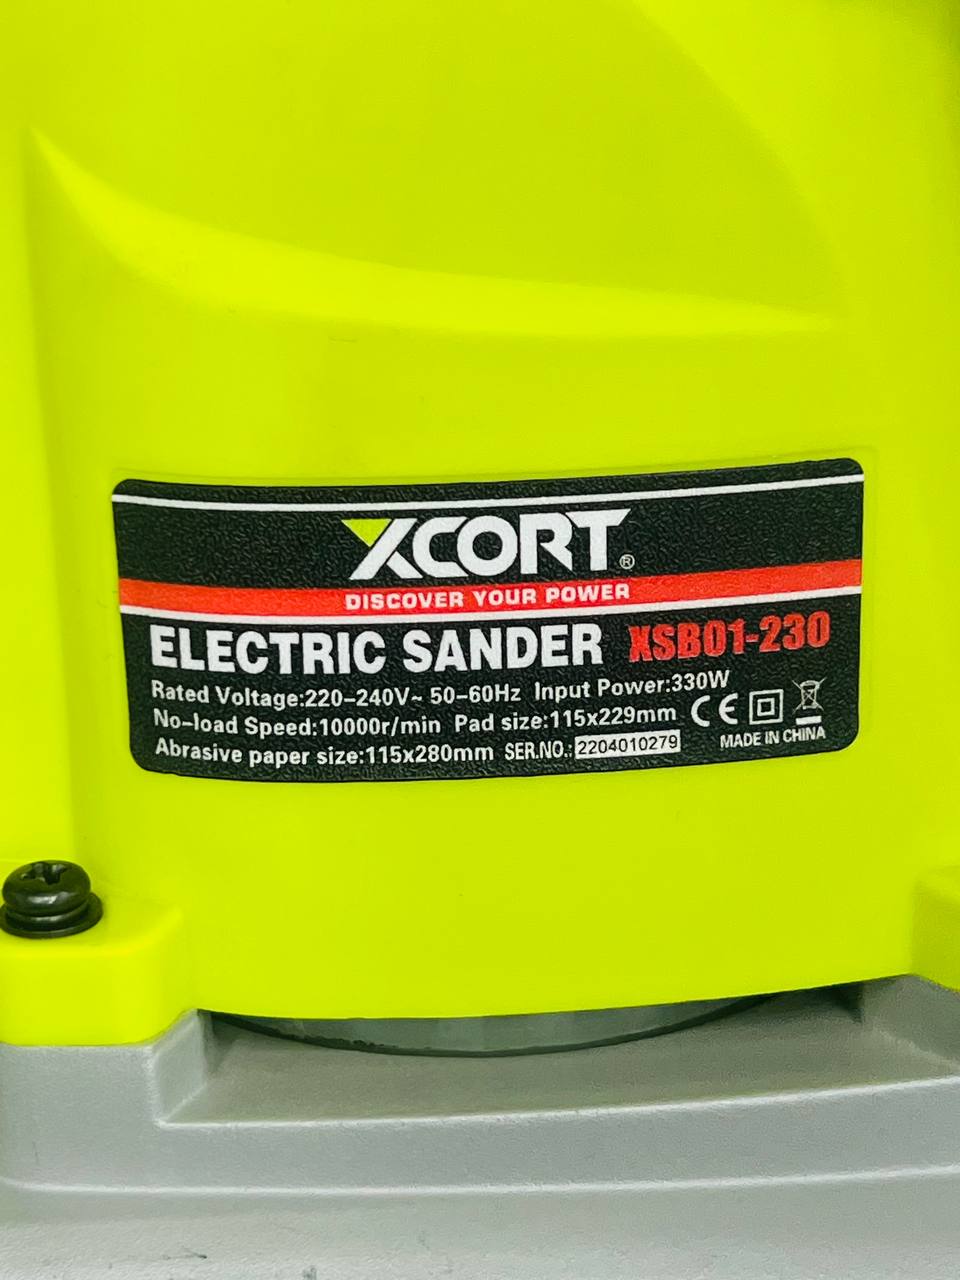 XCORT®
DISCOVER YOUR POWER
ELECTRIC SANDER XSB01-230
Rated Voltage:220-240V~ 50-60Hz Input Power:330W
No-load Speed:10000r/min Pad size:115x229mm CE
Abrasive paper size:115x280mm SER.NO.: 2204010279 MADE IN CHINA